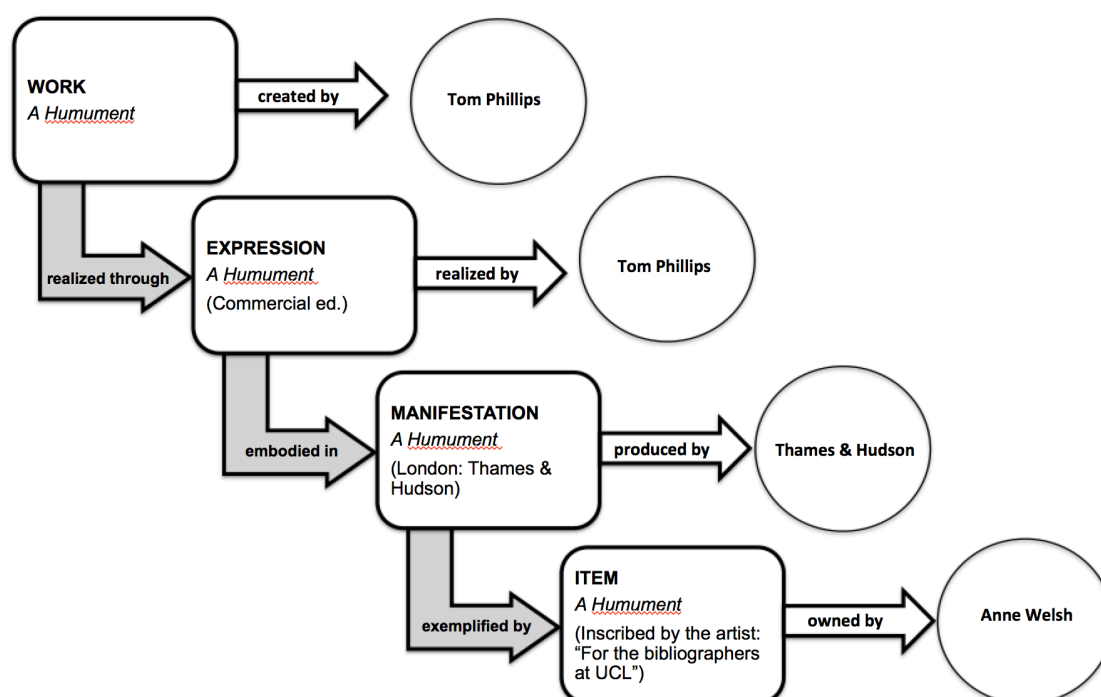 WORK
A Humument
created by
Tom Phillips
realized through
EXPRESSION
A Humument
(Commercial ed.)
realized by
Tom Phillips
embodied in
MANIFESTATION
A Humument
(London: Thames &
Hudson)
produced by
Thames & Hudson
exemplified by
ITEM
A Humument
(Inscribed by the artist:
“For the bibliographers
at UCL”)
owned by
Anne Welsh